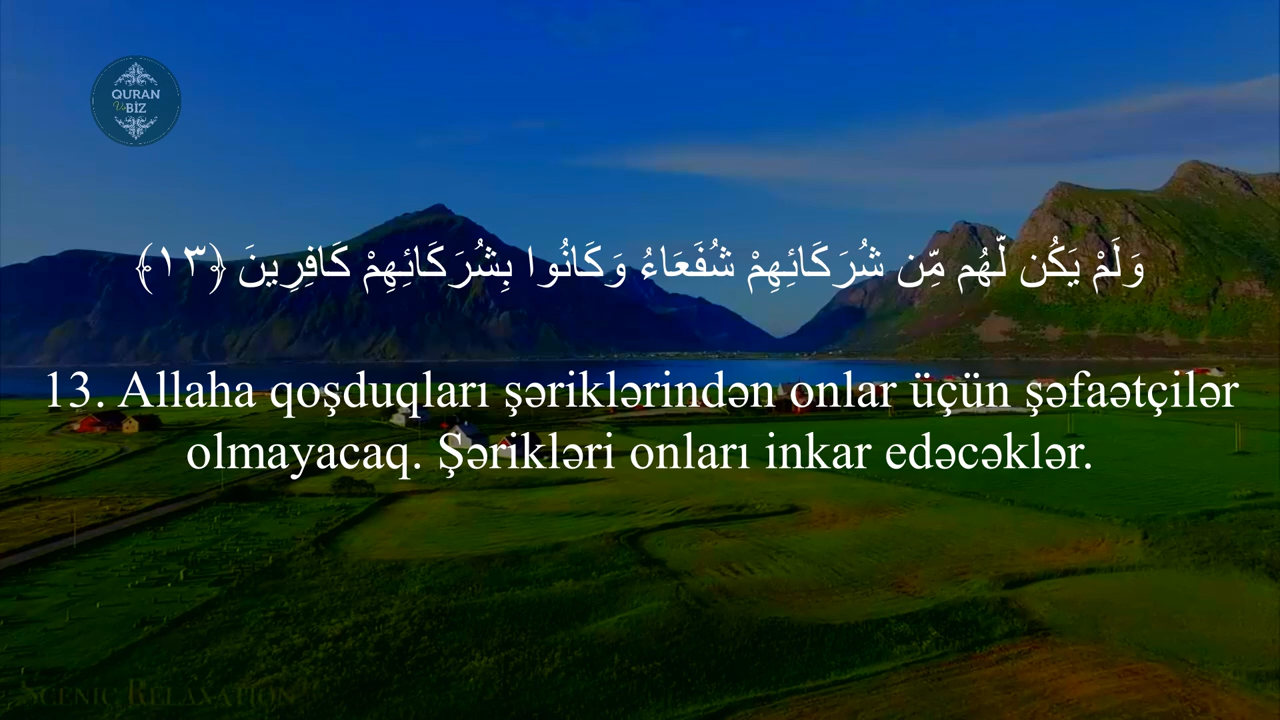 QURAN
Və BİZ
وَلَمْ يَكُن لَّهُم مِّن شُرَكَائِهِمْ شُفَعَاءُ وَكَانُوا بِشُرَكَائِهِمْ كَافِرِينَ ﴿١٣﴾
13. Allaha qoşduqları şəriklərindən onlar üçün şəfaətçilər
olmayacaq. Şərikləri onları inkar edəcəklər.
SCENIC RELAXATION